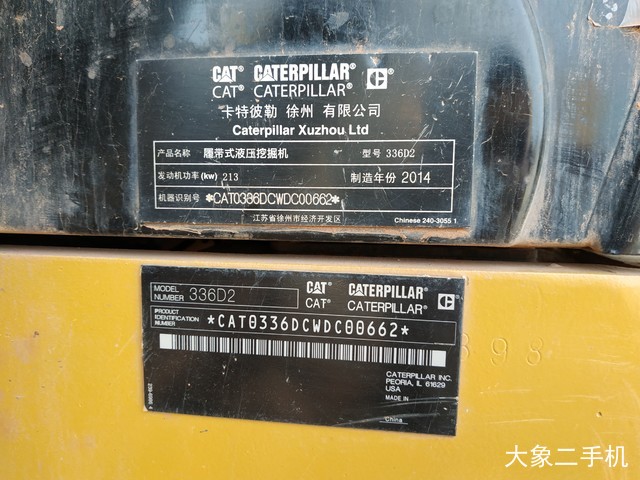 CAT® CATERPILLAR® C®
CAT® CATERPILLAR®
卡特彼勒 徐州 有限公司
Caterpillar Xuzhou Ltd
产品名称 履带式液压挖掘机 型号 336D2
发动机功率(kw) 213 制造年份 2014
机器识别号 *CAT0336DCWDC00662*
江苏省徐州市经济开发区 Chinese 240-3055 1
MODEL NUMBER 336D2 CAT® CATERPILLAR® C®
CAT® CATERPILLAR®
PRODUCT IDENTIFICATION NUMBER *CAT0336DCWDC00662*
CATERPILLAR INC.
PEORIA, IL 61629
USA
MADE IN
China
大象二手机